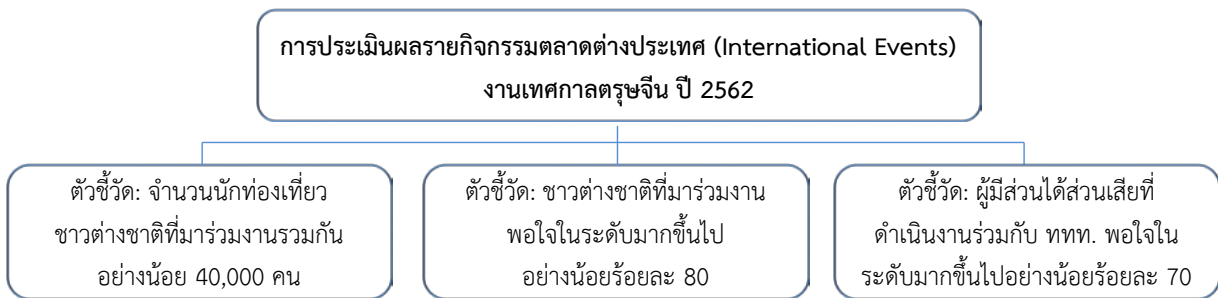 การประเมินผลรายกิจกรรมตลาดต่างประเทศ (International Events)
งานเทศกาลตรุษจีน ปี 2562
ตัวชี้วัด: จำนวนนักท่องเที่ยว
ชาวต่างชาติที่มาร่วมงานรวมกัน
อย่างน้อย 40,000 คน
ตัวชี้วัด: ชาวต่างชาติที่มาร่วมงาน
พอใจในระดับมากขึ้นไป
อย่างน้อยร้อยละ 80
ตัวชี้วัด: ผู้มีส่วนได้ส่วนเสียที่
ดำเนินงานร่วมกับ ททท. พอใจใน
ระดับมากขึ้นไปอย่างน้อยร้อยละ 70